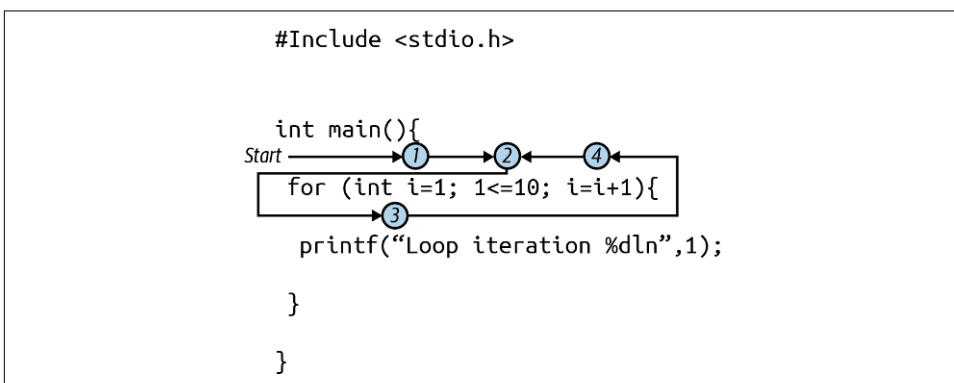 #Include <stdio.h>
int main(){
Start 1 2 4
for (int i=1; 1<=10; i=i+1){
3
printf(“Loop iteration %dln”,1);
}
}